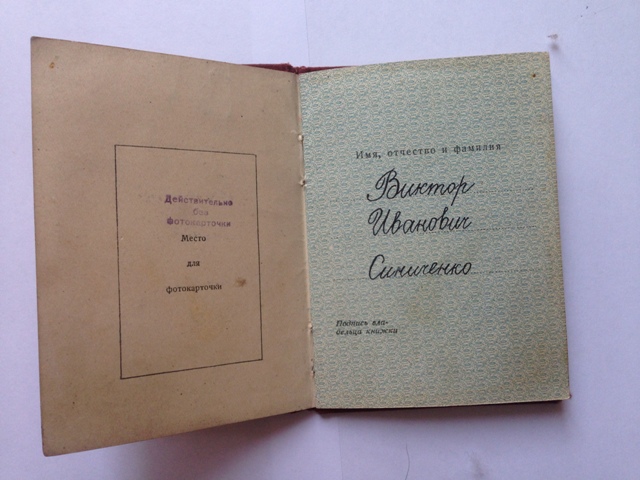 Действительно
без
фотокарточки
Место
для
фотокарточки
Имя, отчество и фамилия
Виктор
Иванович
Синиченко
Подпись вла-
дельца книжки